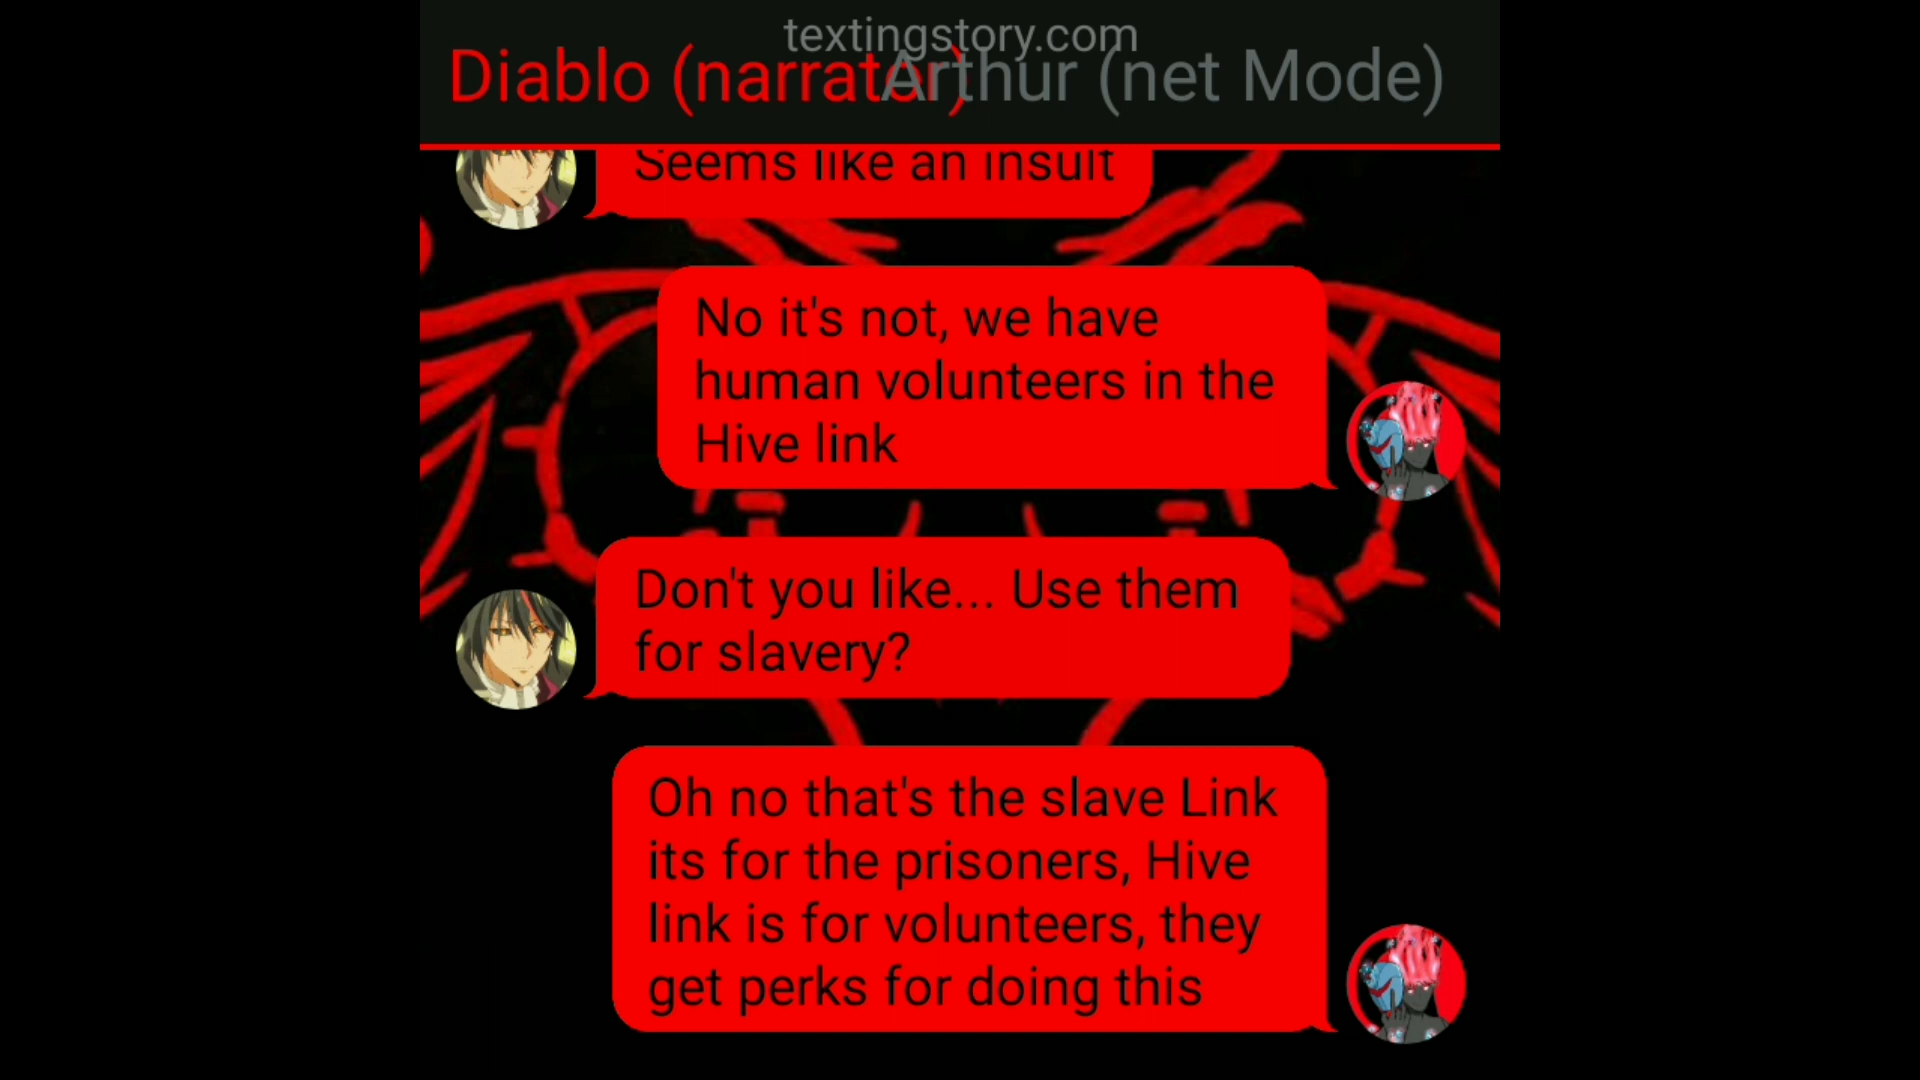 textingstory.com
Diablo (narrator)
Arthur (net Mode)
Seems like an insult
No it's not, we have
human volunteers in the
Hive link
Don't you like... Use them
for slavery?
Oh no that's the slave Link
its for the prisoners, Hive
link is for volunteers, they
get perks for doing this